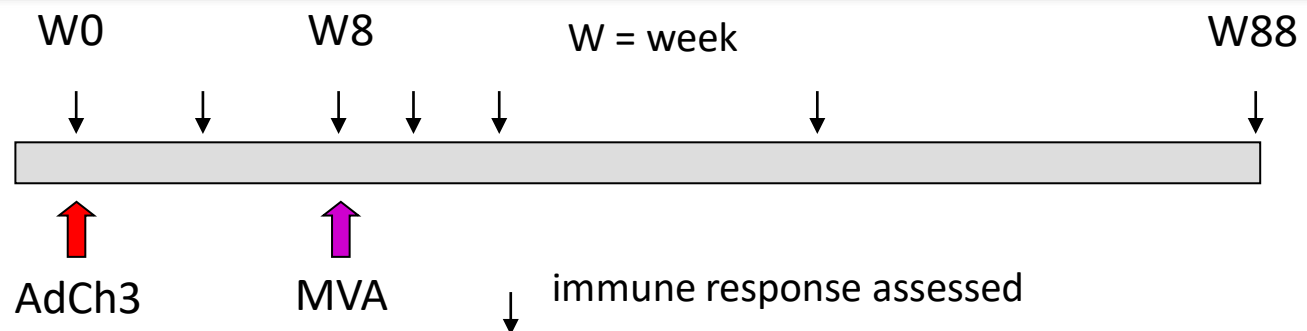 W0 W8 W = week W88
AdCh3 MVA immune response assessed